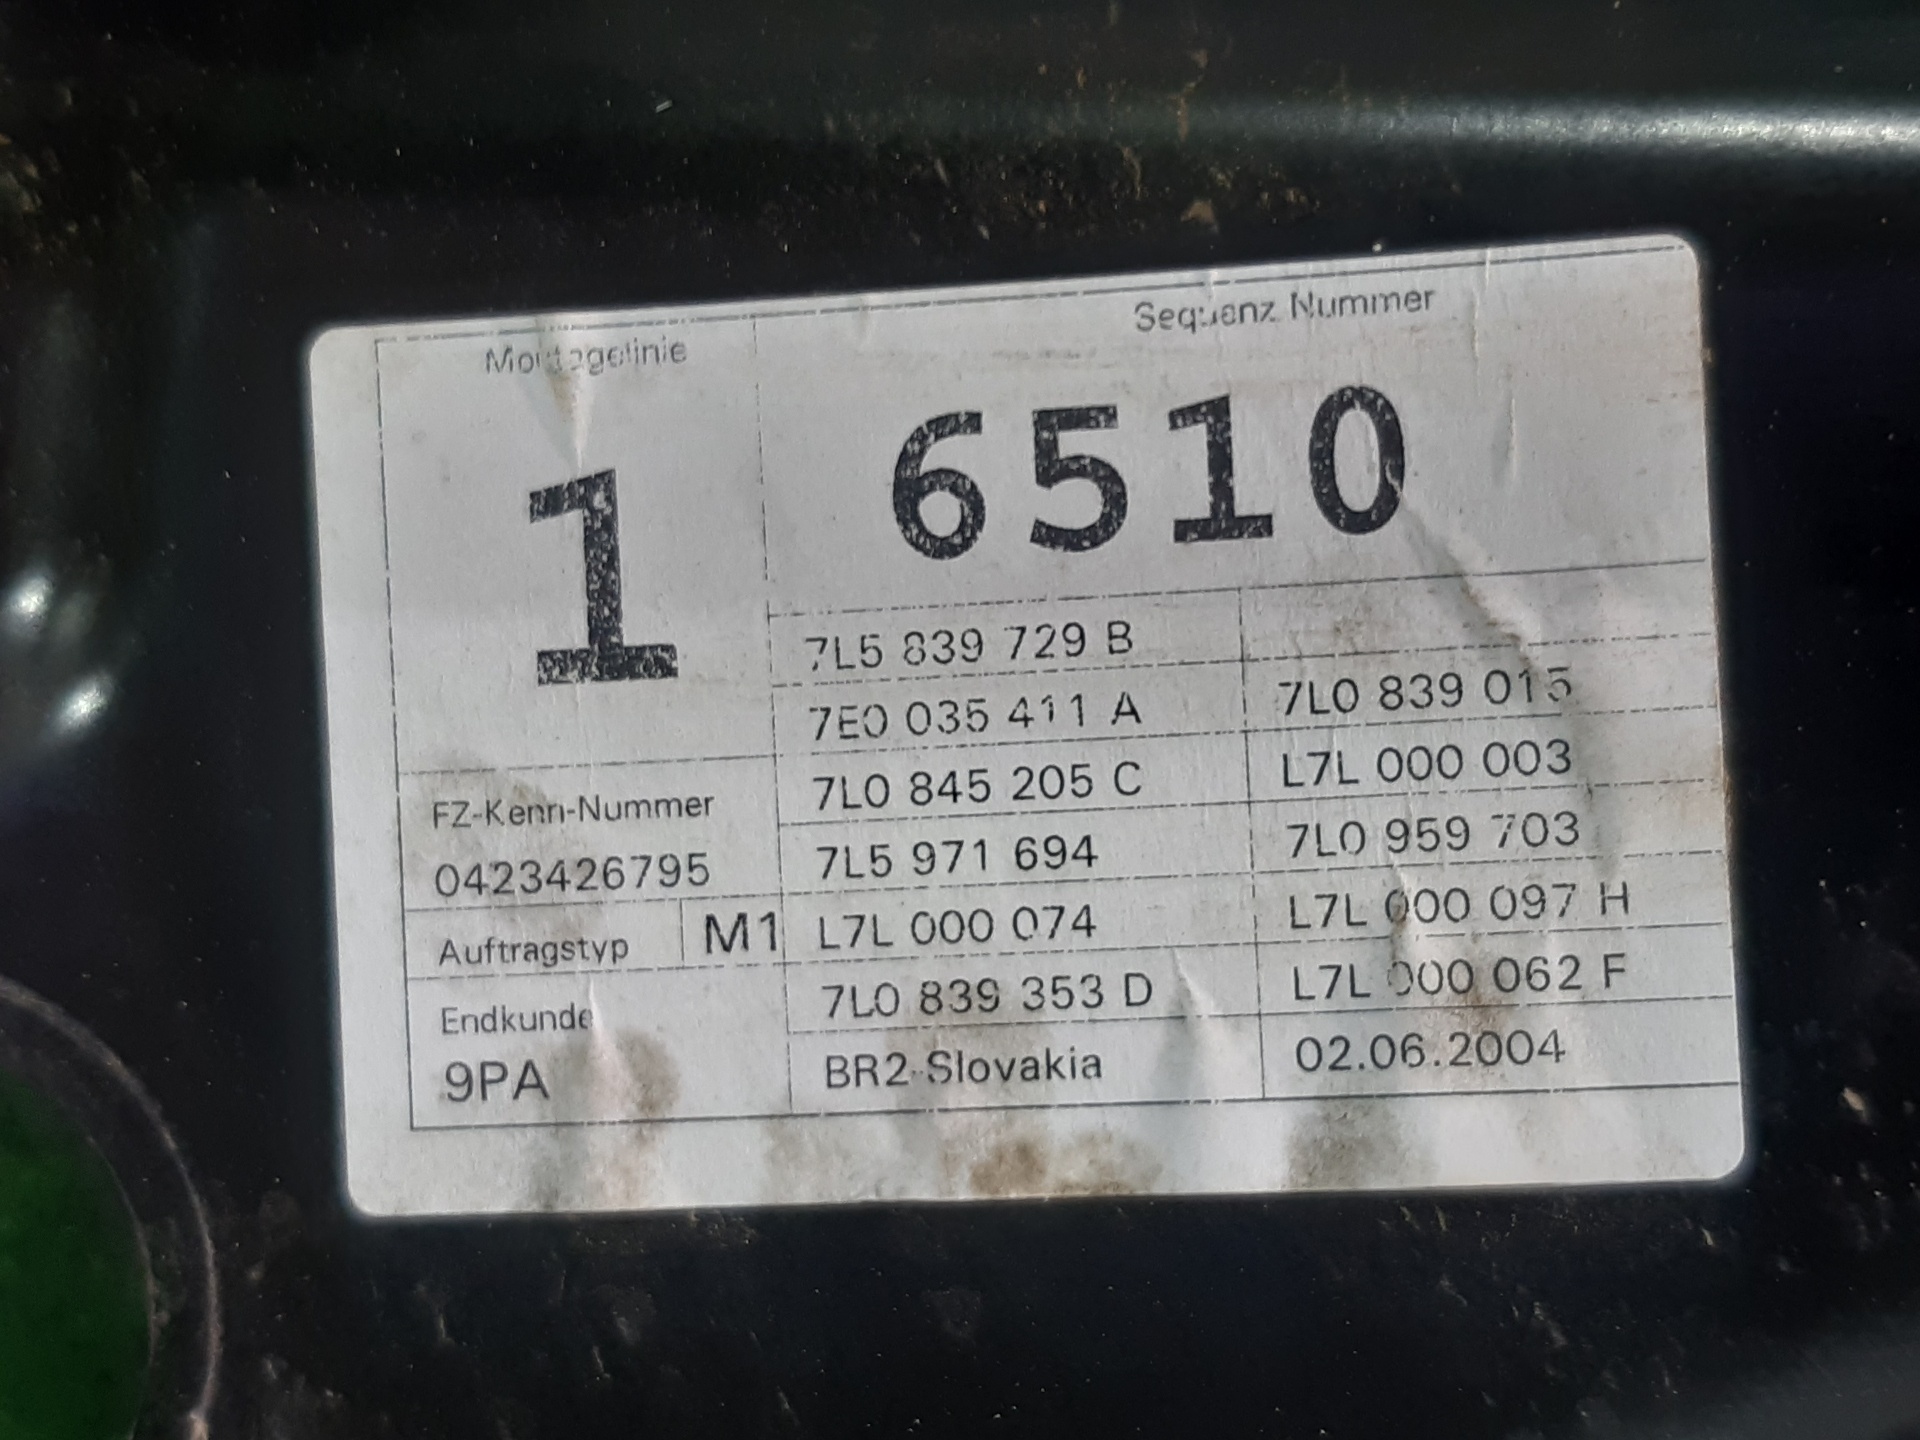 Montagelinie
Sequenz Nummer
1
6510
7L5 839 729 B
7E0 035 411 A
7L0 839 015
7L0 845 205 C
L7L 000 003
FZ-Kenn-Nummer
0423426795
7L5 971 694
7L0 959 703
Auftragstyp
M1
L7L 000 074
L7L 000 097 H
Endkunde
9PA
7L0 839 353 D
L7L 000 062 F
BR2-Slovakia
02.06.2004